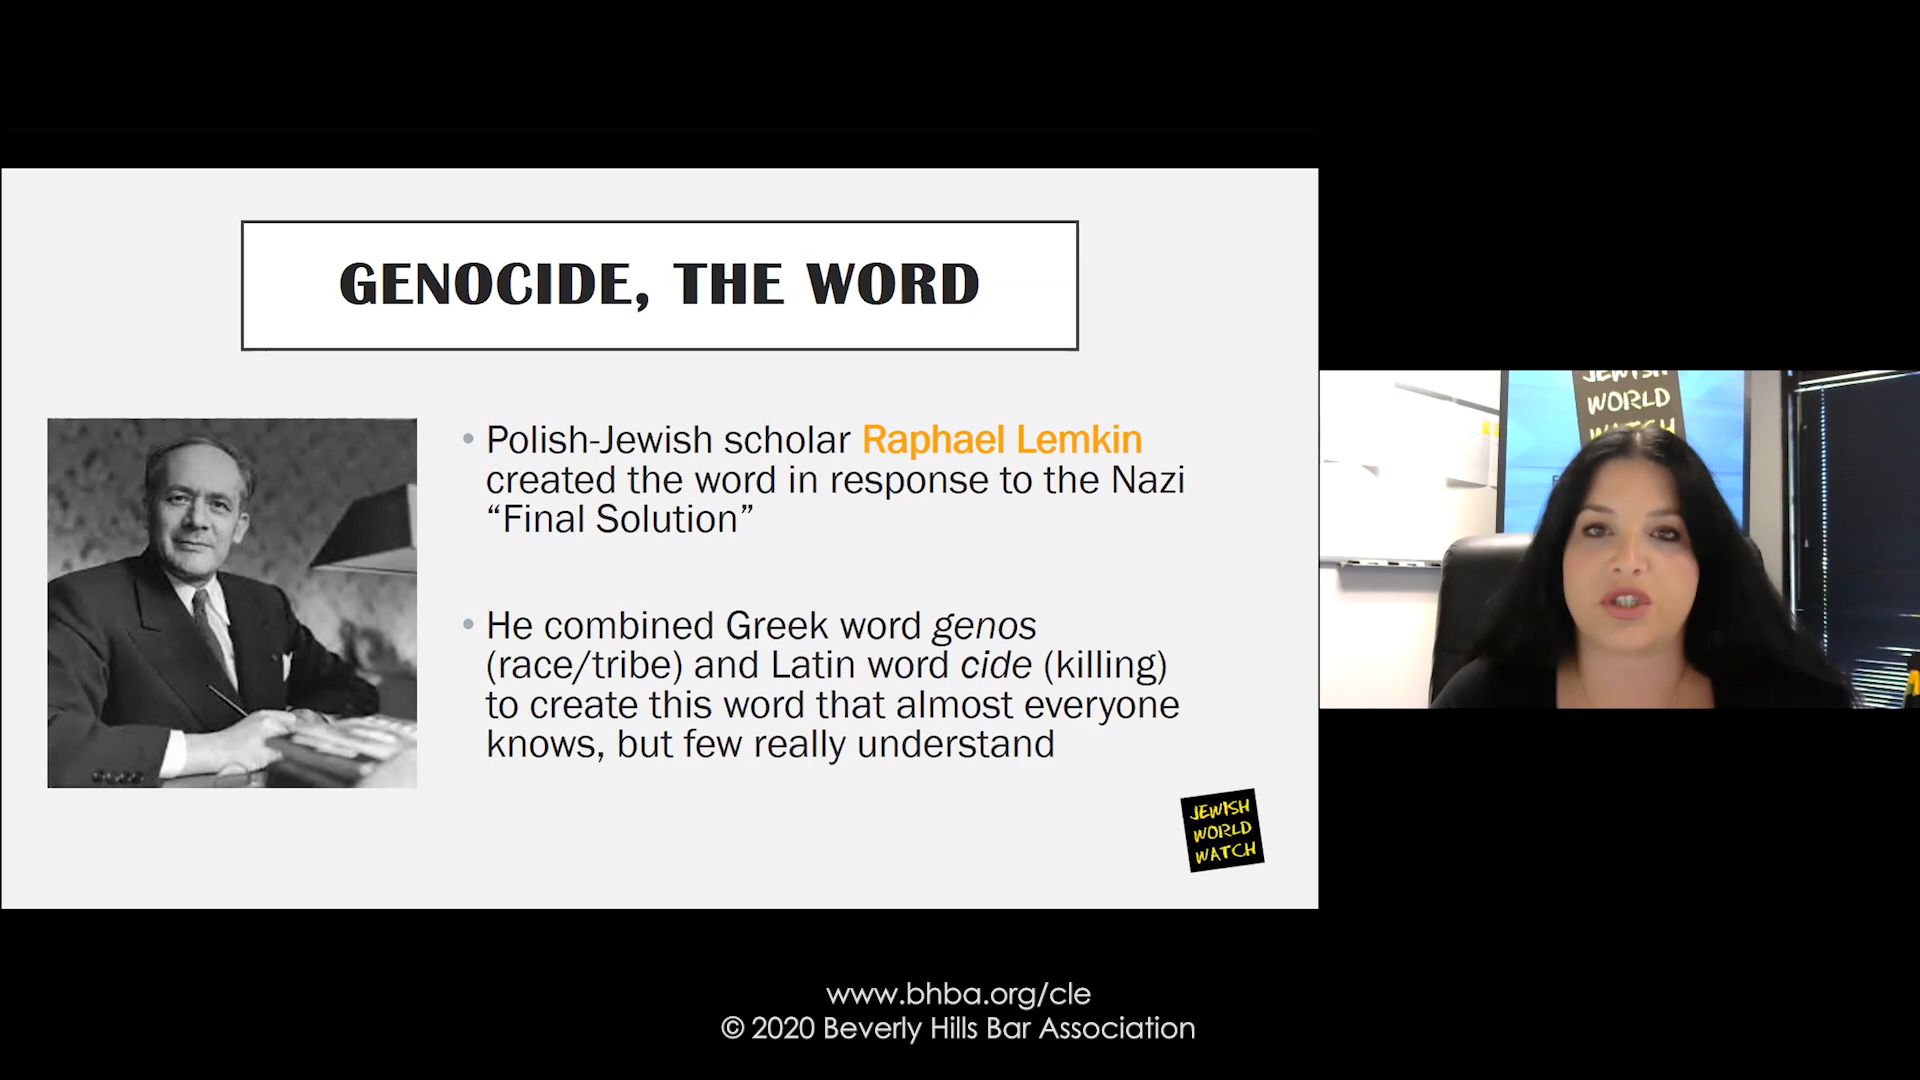 GENOCIDE, THE WORD
• Polish-Jewish scholar Raphael Lemkin
created the word in response to the Nazi
“Final Solution”
• He combined Greek word genos
(race/tribe) and Latin word cide (killing)
to create this word that almost everyone
knows, but few really understand
JEWISH
WORLD
WATCH
JEWISH
WORLD
WATCH
www.bhba.org/cle
© 2020 Beverly Hills Bar Association